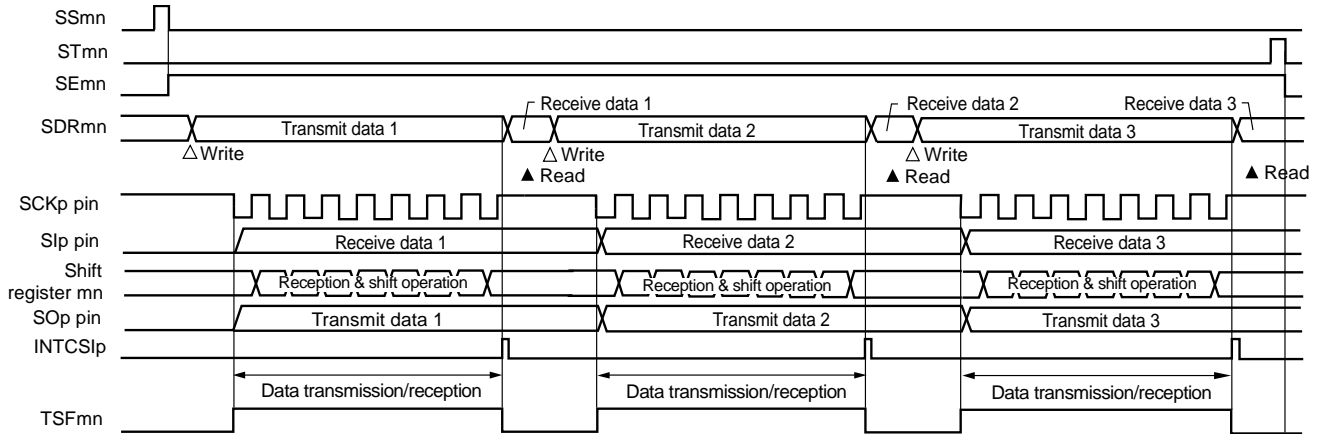 SSmn
STmn
SEmn
Receive data 1
Receive data 2
Receive data 3
SDRmn
Transmit data 1
Transmit data 2
Transmit data 3
△Write
△ Write
△ Write
▲ Read
▲ Read
▲ Read
SCKp pin
SIp pin
Receive data 1
Receive data 2
Receive data 3
Shift
register mn
Reception & shift operation
Reception & shift operation
Reception & shift operation
SOp pin
Transmit data 1
Transmit data 2
Transmit data 3
INTCSIp
Data transmission/reception
Data transmission/reception
Data transmission/reception
TSFmn